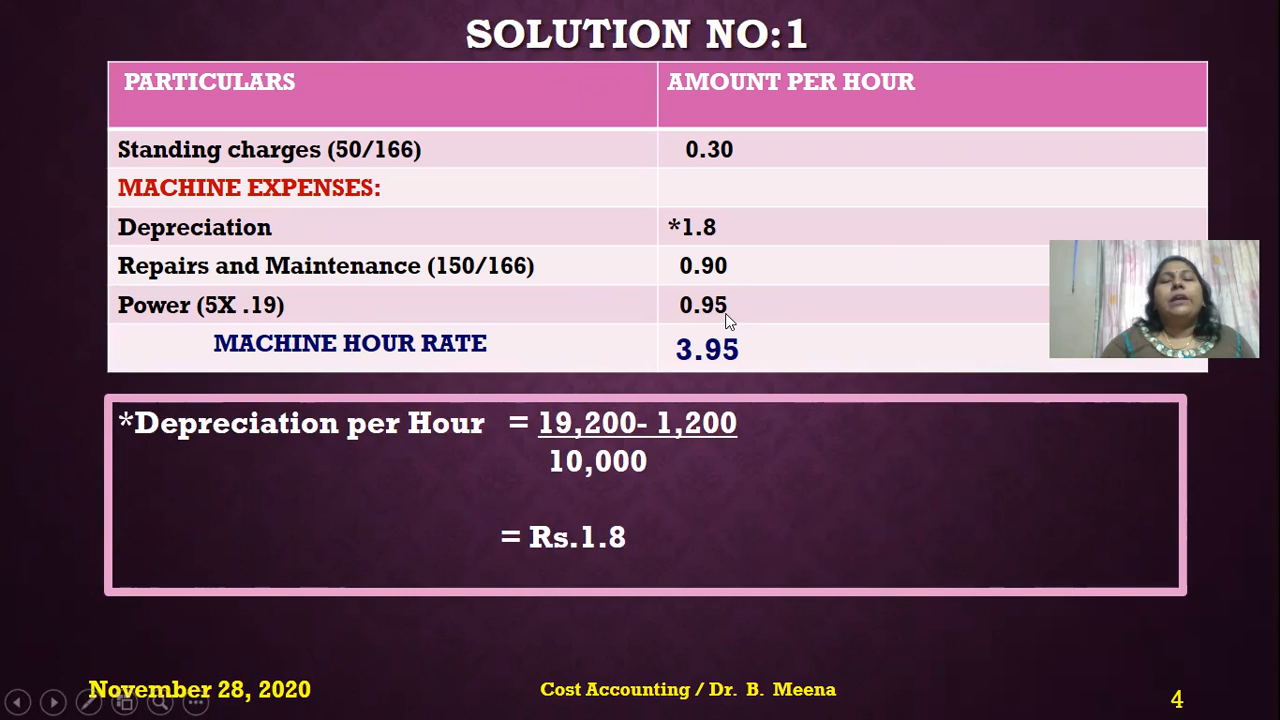 SOLUTION NO:1
PARTICULARS AMOUNT PER HOUR
Standing charges (50/166) 0.30
MACHINE EXPENSES:
Depreciation *1.8
Repairs and Maintenance (150/166) 0.90
Power (5X .19) 0.95
MACHINE HOUR RATE 3.95
*Depreciation per Hour = 19,200- 1,200
10,000
= Rs.1.8
November 28, 2020 Cost Accounting / Dr. B. Meena 4